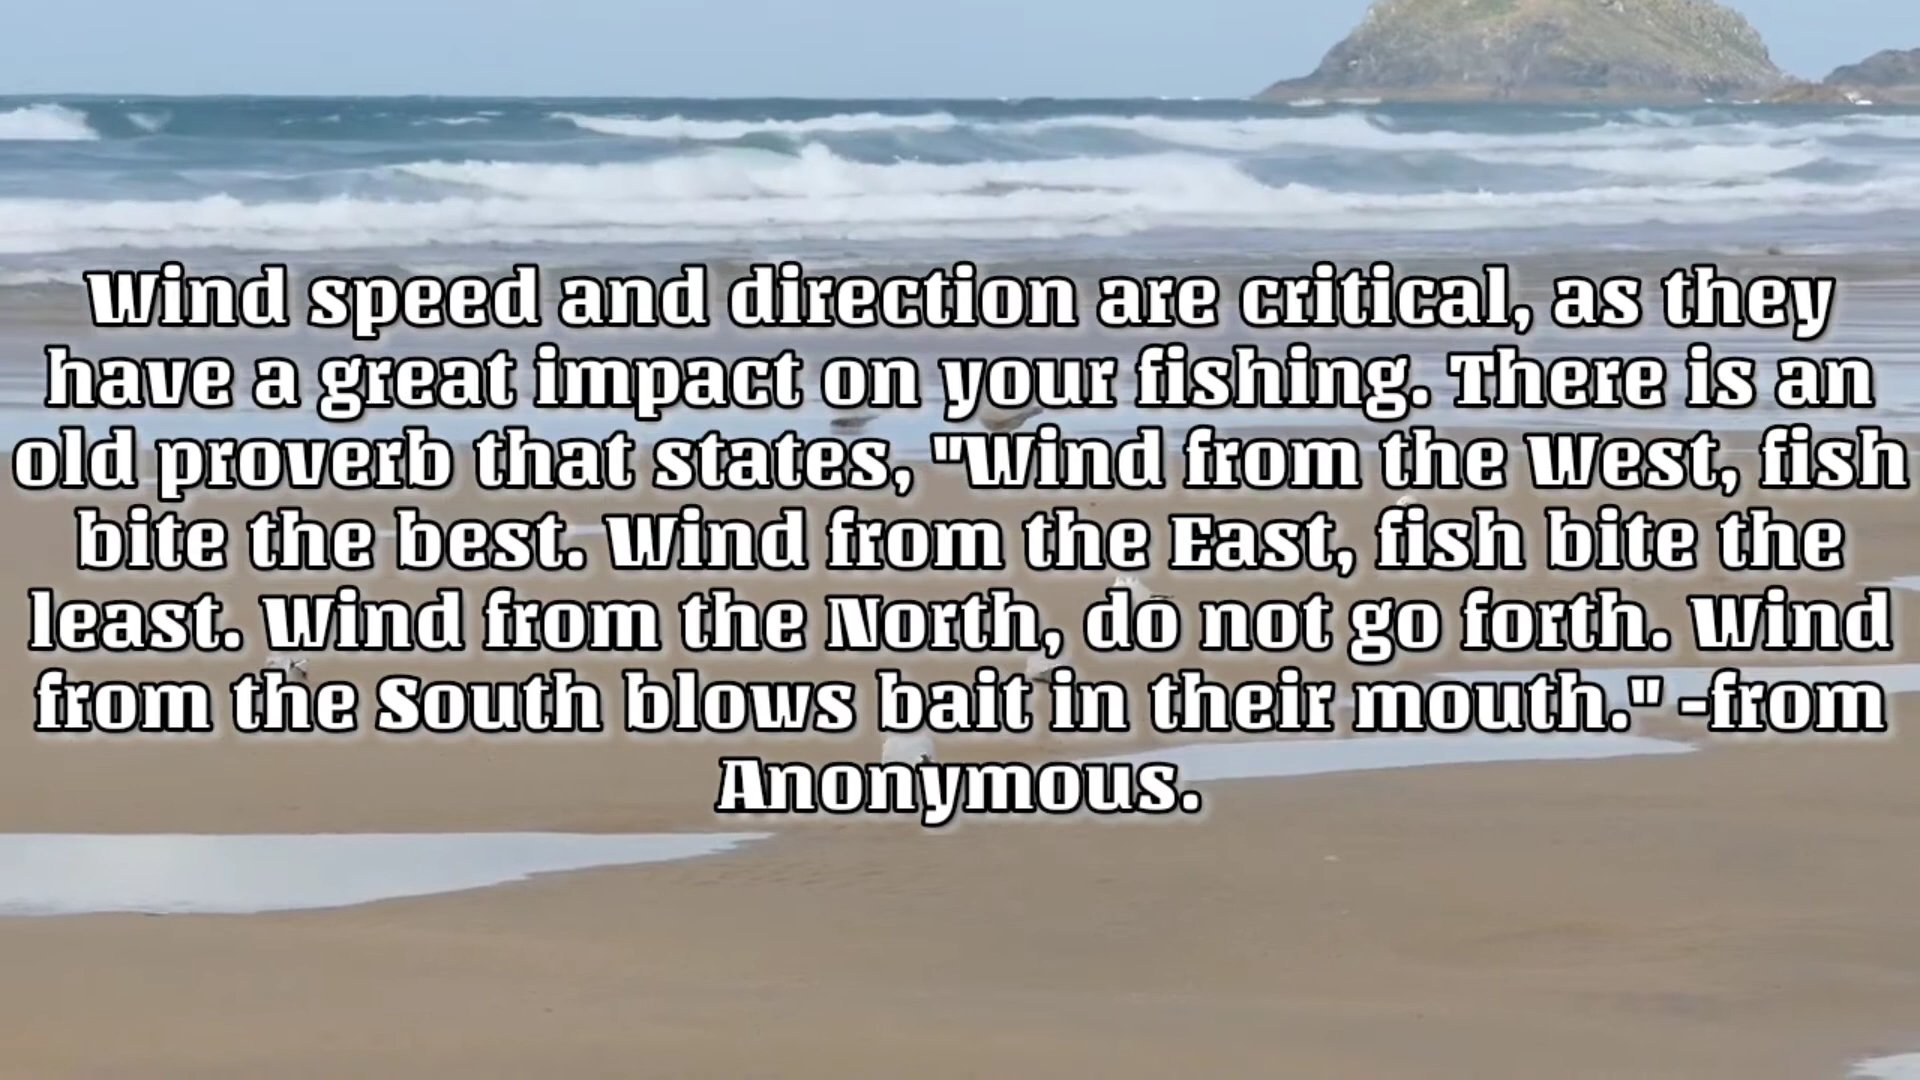 Wind speed and direction are critical, as they
have a great impact on your fishing. There is an
old proverb that states, "Wind from the West, fish
bite the best. Wind from the East, fish bite the
least. Wind from the North, do not go forth. Wind
from the South blows bait in their mouth." -from
Anonymous.